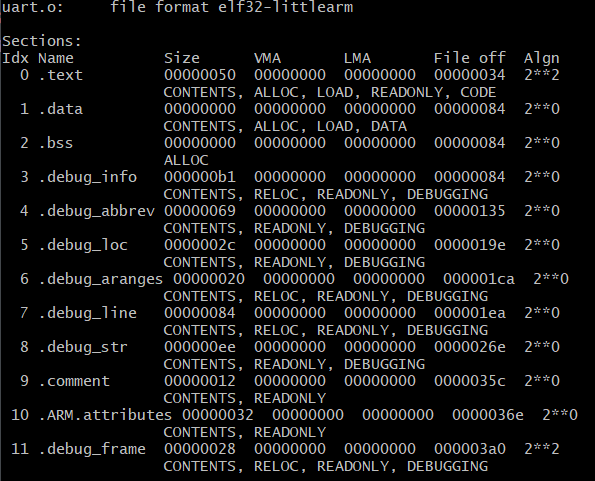 uart.o:     file format elf32-littlearm
Sections:
Idx Name          Size      VMA       LMA       File off  Algn
  0 .text         00000050  00000000  00000000  00000034  2**2
                  CONTENTS, ALLOC, LOAD, READONLY, CODE
  1 .data         00000000  00000000  00000000  00000084  2**0
                  CONTENTS, ALLOC, LOAD, DATA
  2 .bss          00000000  00000000  00000000  00000084  2**0
                  ALLOC
  3 .debug_info   000000b1  00000000  00000000  00000084  2**0
                  CONTENTS, RELOC, READONLY, DEBUGGING
  4 .debug_abbrev 00000069  00000000  00000000  00000135  2**0
                  CONTENTS, READONLY, DEBUGGING
  5 .debug_loc    0000002c  00000000  00000000  0000019e  2**0
                  CONTENTS, READONLY, DEBUGGING
  6 .debug_aranges 00000020  00000000  00000000  000001ca  2**0
                  CONTENTS, RELOC, READONLY, DEBUGGING
  7 .debug_line   00000084  00000000  00000000  000001ea  2**0
                  CONTENTS, RELOC, READONLY, DEBUGGING
  8 .debug_str    000000ee  00000000  00000000  0000026e  2**0
                  CONTENTS, READONLY, DEBUGGING
  9 .comment      00000012  00000000  00000000  0000035c  2**0
                  CONTENTS, READONLY
 10 .ARM.attributes 00000032  00000000  00000000  0000036e  2**0
                  CONTENTS, READONLY
 11 .debug_frame  00000028  00000000  00000000  000003a0  2**2
                  CONTENTS, RELOC, READONLY, DEBUGGING